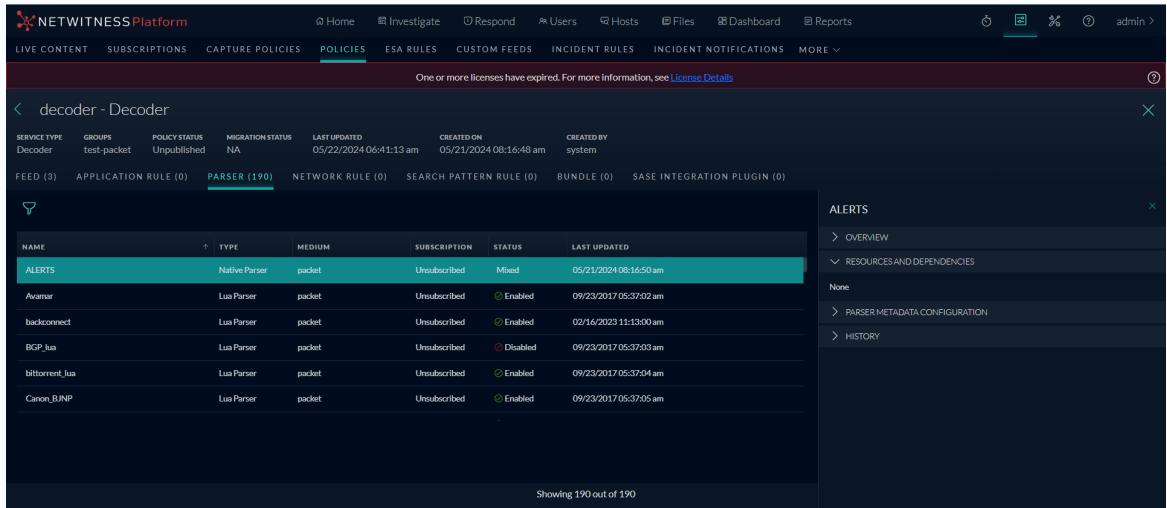 NETWITNESS Platform Home Investigate Respond Users Hosts Files Dashboard Reports admin >
LIVE CONTENT SUBSCRIPTIONS CAPTURE POLICIES POLICIES ESA RULES CUSTOM FEEDS INCIDENT RULES INCIDENT NOTIFICATIONS MORE
One or more licenses have expired. For more information, see License Details
decoder - Decoder
SERVICE TYPE GROUPS POLICY STATUS MIGRATION STATUS LAST UPDATED CREATED ON CREATED BY
Decoder test-packet Unpublished NA 05/22/2024 06:41:13 am 05/21/2024 08:16:48 am system
FEED (3) APPLICATION RULE (0) PARSER (190) NETWORK RULE (0) SEARCH PATTERN RULE (0) BUNDLE (0) SASE INTEGRATION PLUGIN (0)
NAME TYPE MEDIUM SUBSCRIPTION STATUS LAST UPDATED
ALERTS Native Parser packet Unsubscribed Mixed 05/21/2024 08:16:50 am
Avamar Lua Parser packet Unsubscribed Enabled 09/23/2017 05:37:02 am
backconnect Lua Parser packet Unsubscribed Enabled 02/16/2023 11:13:00 am
BGP_lua Lua Parser packet Unsubscribed Disabled 09/23/2017 05:37:03 am
bittorrent_lua Lua Parser packet Unsubscribed Enabled 09/23/2017 05:37:04 am
Canon_BJNP Lua Parser packet Unsubscribed Enabled 09/23/2017 05:37:05 am
Showing 190 out of 190
ALERTS
OVERVIEW
RESOURCES AND DEPENDENCIES
None
PARSER METADATA CONFIGURATION
HISTORY